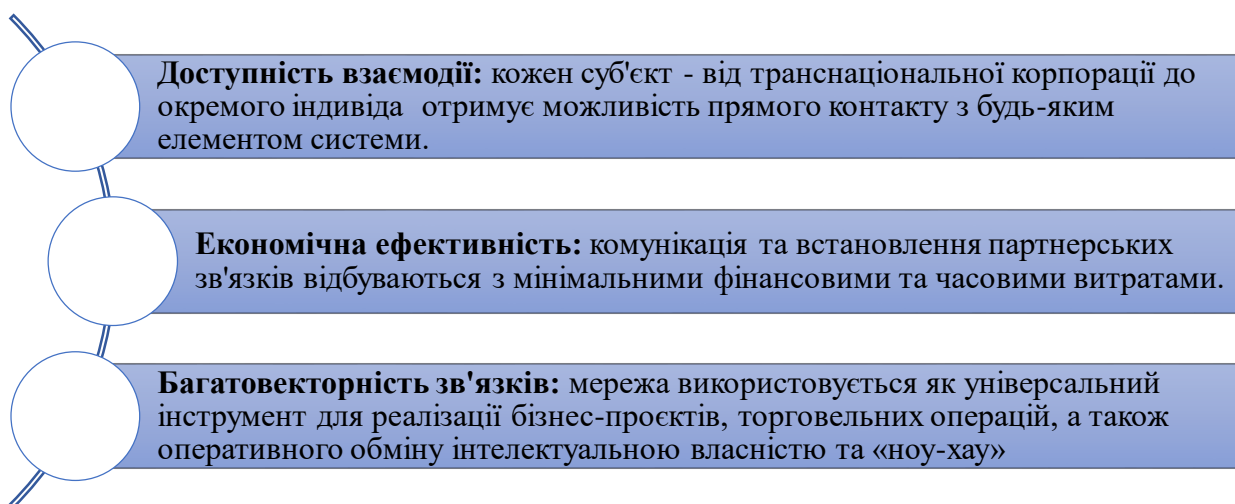 Доступність взаємодії: кожен суб'єкт - від транснаціональної корпорації до
окремого індивіда  отримує можливість прямого контакту з будь-яким
елементом системи.
Економічна ефективність: комунікація та встановлення партнерських
зв'язків відбуваються з мінімальними фінансовими та часовими витратами.
Багатовекторність зв'язків: мережа використовується як універсальний
інструмент для реалізації бізнес-проєктів, торговельних операцій, а також
оперативного обміну інтелектуальною власністю та «ноу-хау»